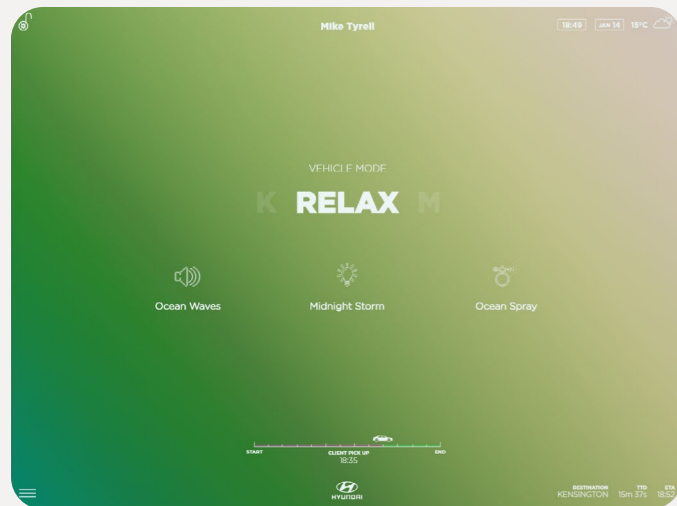 Mike Tyrell
18:49 JAN 14 15°C
VEHICLE MODE
K RELAX M
Ocean Waves
Midnight Storm
Ocean Spray
START
CLIENT PICK UP
END
18:35
HYUNDAI
DESTINATION TTD ETA
KENSINGTON 15m 37s 18:52